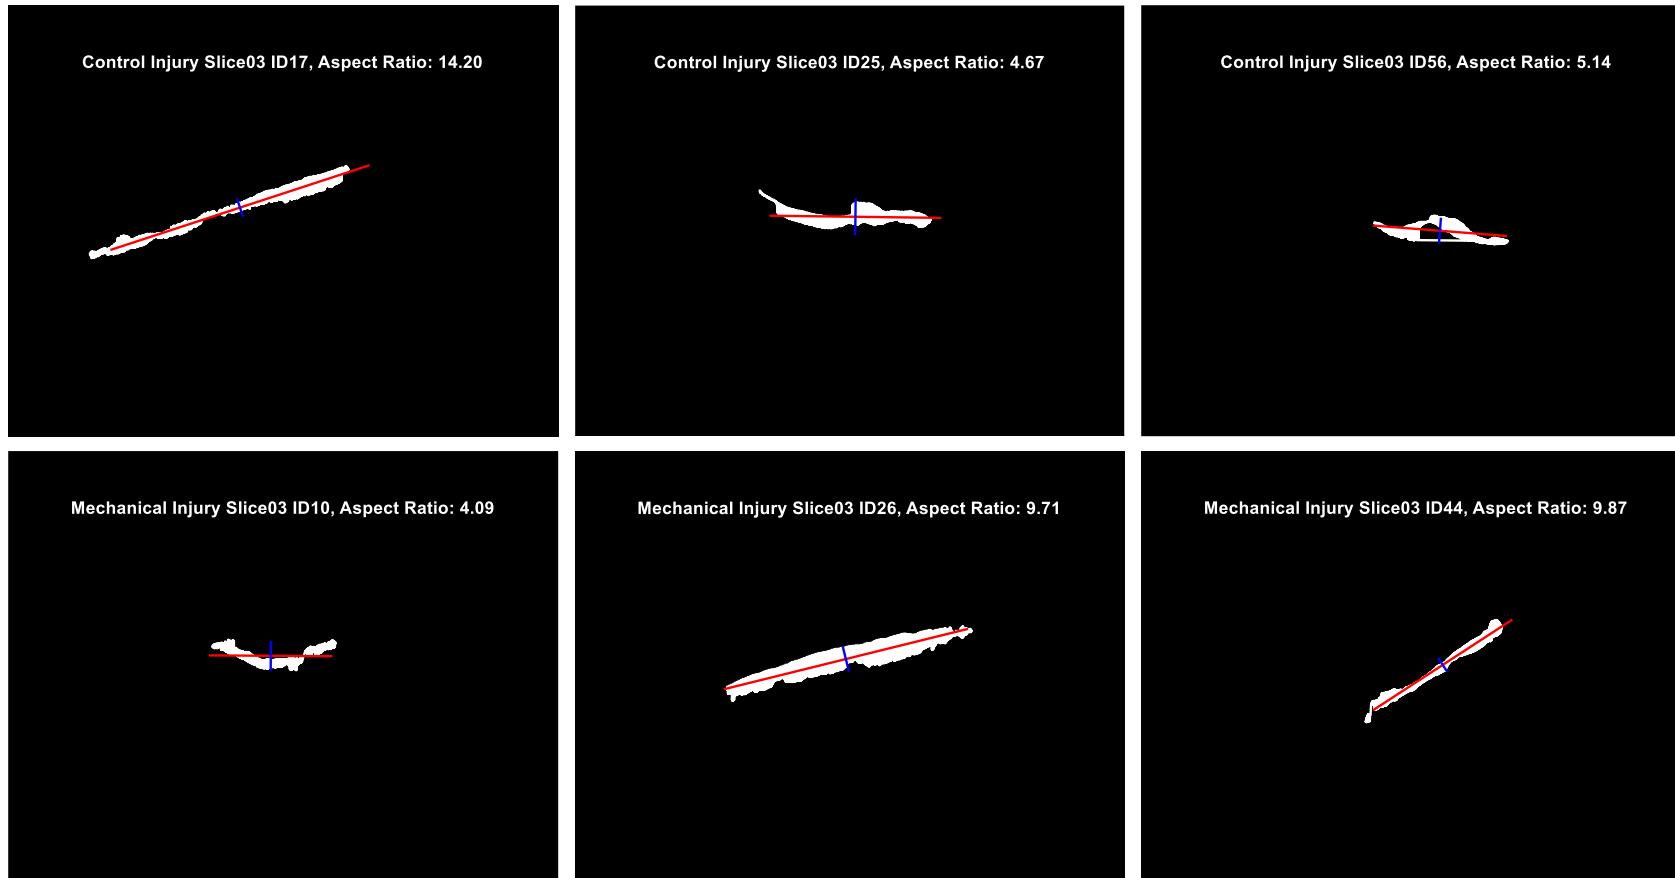 Control Injury Slice03 ID17, Aspect Ratio: 14.20
Control Injury Slice03 ID25, Aspect Ratio: 4.67
Control Injury Slice03 ID56, Aspect Ratio: 5.14
Mechanical Injury Slice03 ID10, Aspect Ratio: 4.09
Mechanical Injury Slice03 ID26, Aspect Ratio: 9.71
Mechanical Injury Slice03 ID44, Aspect Ratio: 9.87